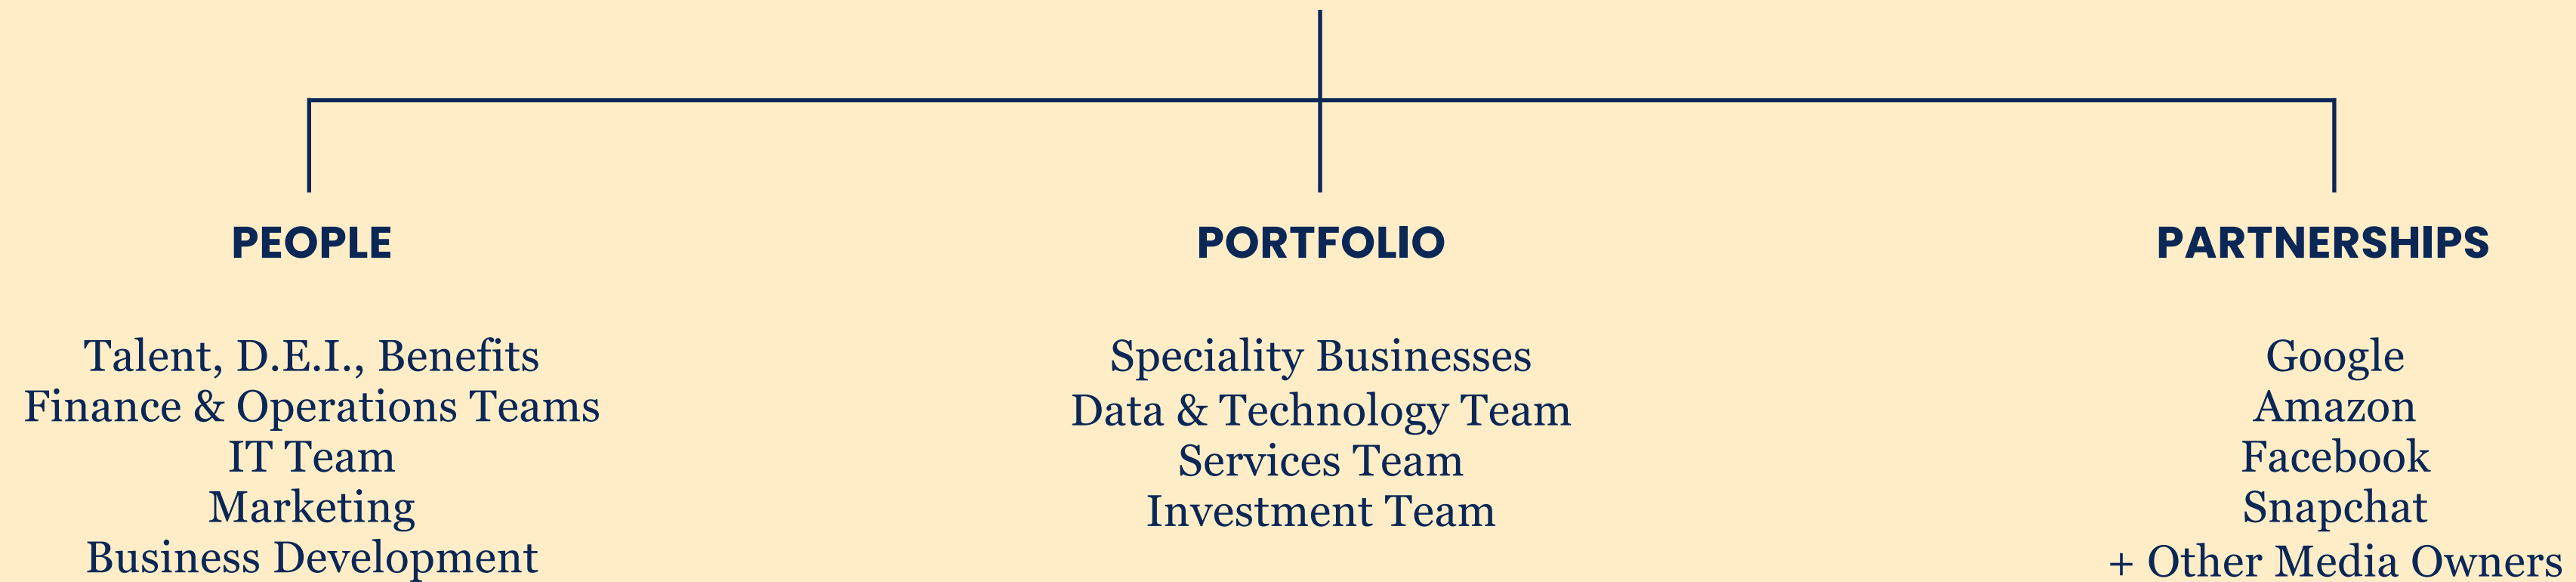 PEOPLE
Talent, D.E.I., Benefits
Finance & Operations Teams
IT Team
Marketing
Business Development
PORTFOLIO
Speciality Businesses
Data & Technology Team
Services Team
Investment Team
PARTNERSHIPS
Google
Amazon
Facebook
Snapchat
+ Other Media Owners